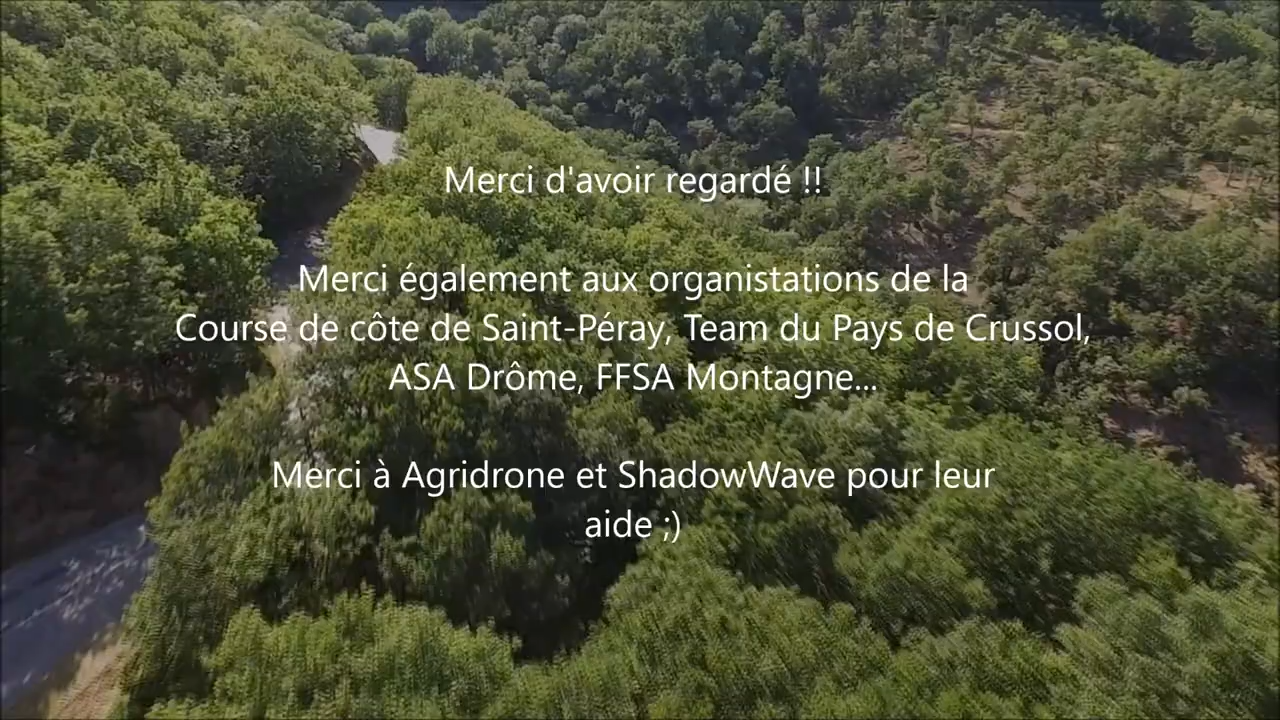 Merci d'avoir regardé !!
Merci également aux organistations de la
Course de côte de Saint-Péray, Team du Pays de Crussol,
ASA Drôme, FFSA Montagne...
Merci à Agridrone et ShadowWave pour leur
aide ;)